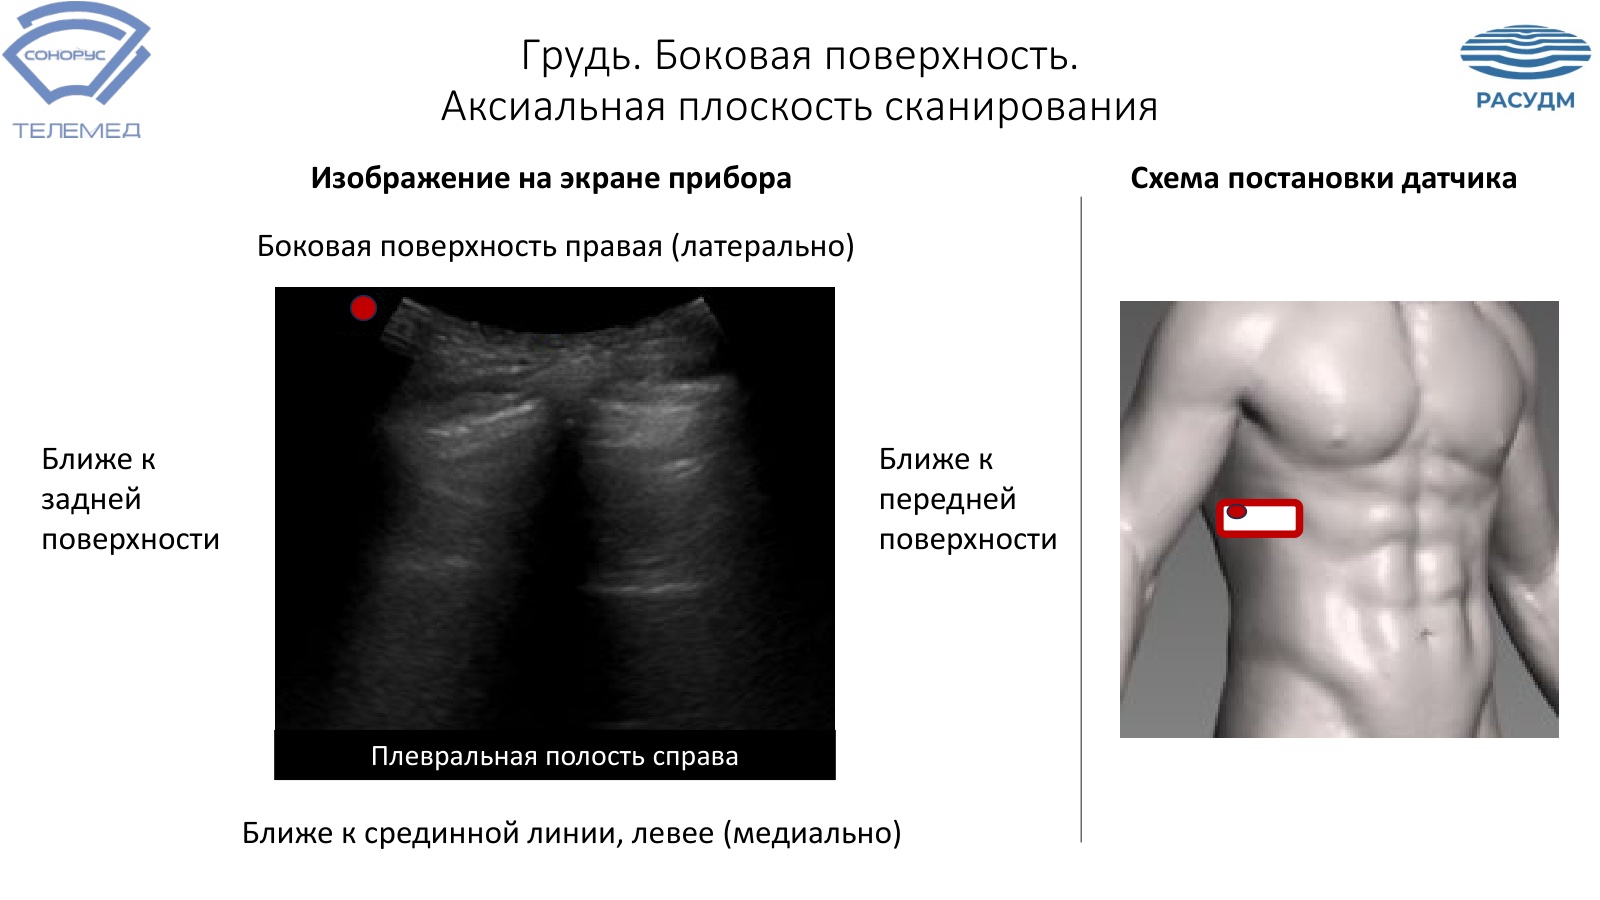 СОНОРУС
ТЕЛЕМЕД
Грудь. Боковая поверхность.
Аксиальная плоскость сканирования
РАСУДМ
Изображение на экране прибора
Схема постановки датчика
Боковая поверхность правая (латерально)
Ближе к
задней
поверхности
Ближе к
передней
поверхности
Плевральная полость справа
Ближе к срединной линии, левее (медиально)